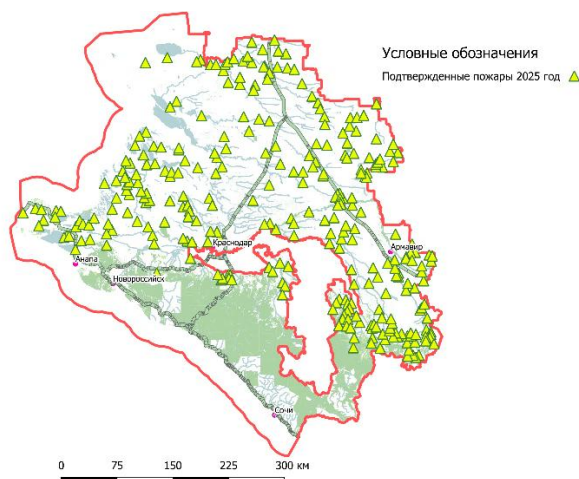 Условные обозначения
Подтвержденные пожары 2025 год
Краснодар
Армавир
Анапа
Новороссийск
Сочи
0 75 150 225 300 км